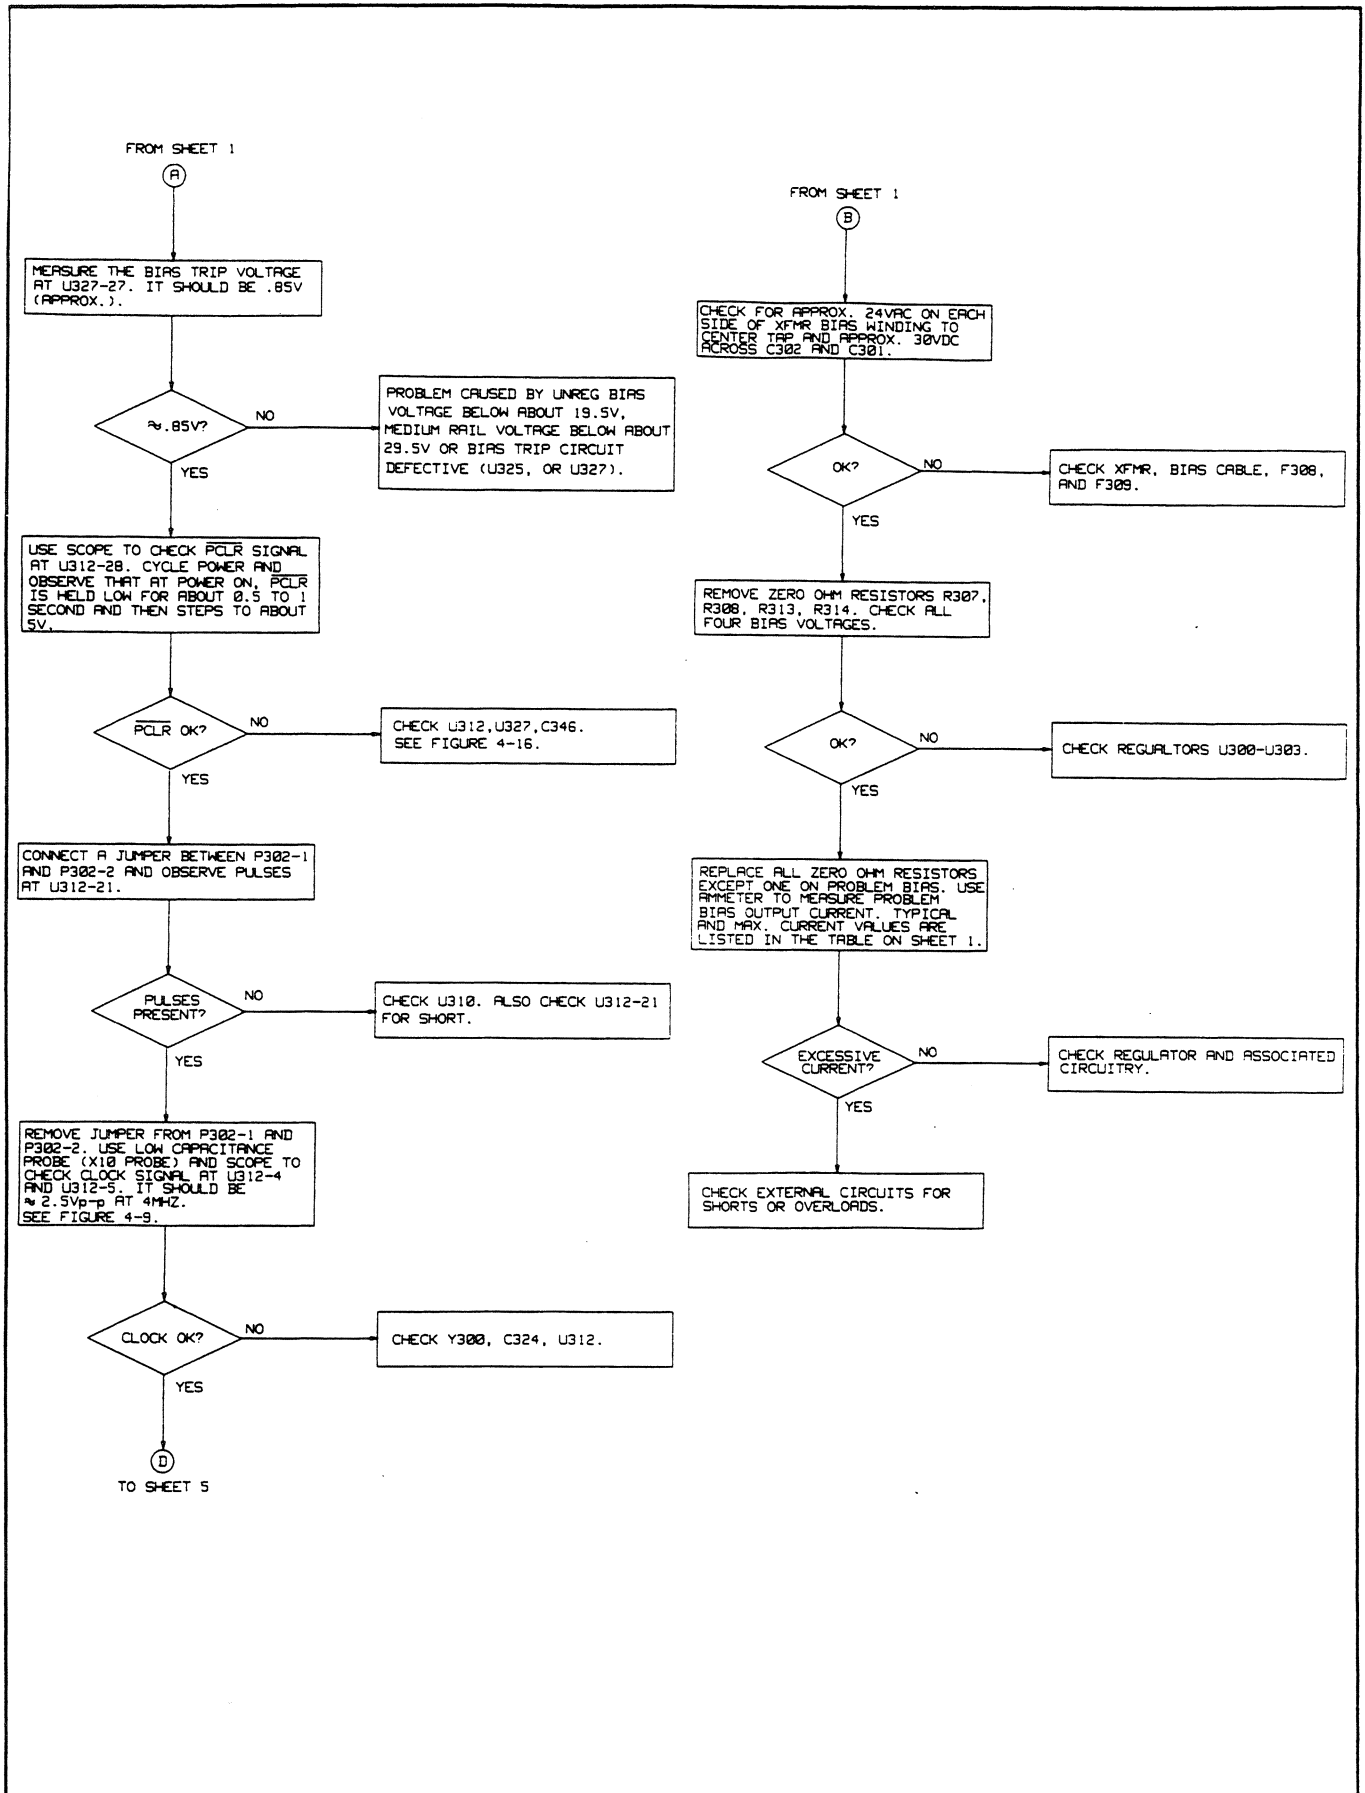 FROM SHEET 1
A
MEASURE THE BIAS TRIP VOLTAGE
AT U327-27. IT SHOULD BE .85V
(APPROX.).
≈.85V?
NO
YES
PROBLEM CAUSED BY UNREG BIAS
VOLTAGE BELOW ABOUT 19.5V,
MEDIUM RAIL VOLTAGE BELOW ABOUT
29.5V OR BIAS TRIP CIRCUIT
DEFECTIVE (U325, OR U327).
USE SCOPE TO CHECK P̅C̅L̅R̅ SIGNAL
AT U312-28. CYCLE POWER AND
OBSERVE THAT AT POWER ON, P̅C̅L̅R̅
IS HELD LOW FOR ABOUT 0.5 TO 1
SECOND AND THEN STEPS TO ABOUT
5V.
P̅C̅L̅R̅ OK?
NO
YES
CHECK U312,U327,C346.
SEE FIGURE 4-16.
CONNECT A JUMPER BETWEEN P302-1
AND P302-2 AND OBSERVE PULSES
AT U312-21.
PULSES
PRESENT?
NO
YES
CHECK U310. ALSO CHECK U312-21
FOR SHORT.
REMOVE JUMPER FROM P302-1 AND
P302-2. USE LOW CAPACITANCE
PROBE (X10 PROBE) AND SCOPE TO
CHECK CLOCK SIGNAL AT U312-4
AND U312-5. IT SHOULD BE
≈ 2.5Vp-p AT 4MHZ.
SEE FIGURE 4-9.
CLOCK OK?
NO
YES
CHECK Y300, C324, U312.
D
TO SHEET 5
FROM SHEET 1
B
CHECK FOR APPROX. 24VAC ON EACH
SIDE OF XFMR BIAS WINDING TO
CENTER TAP AND APPROX. 30VDC
ACROSS C302 AND C301.
OK?
NO
YES
CHECK XFMR, BIAS CABLE, F308,
AND F309.
REMOVE ZERO OHM RESISTORS R307,
R308, R313, R314. CHECK ALL
FOUR BIAS VOLTAGES.
OK?
NO
YES
CHECK REGUALTORS U300-U303.
REPLACE ALL ZERO OHM RESISTORS
EXCEPT ONE ON PROBLEM BIAS. USE
AMMETER TO MEASURE PROBLEM
BIAS OUTPUT CURRENT. TYPICAL
AND MAX. CURRENT VALUES ARE
LISTED IN THE TABLE ON SHEET 1.
EXCESSIVE
CURRENT?
NO
YES
CHECK REGULATOR AND ASSOCIATED
CIRCUITRY.
CHECK EXTERNAL CIRCUITS FOR
SHORTS OR OVERLOADS.